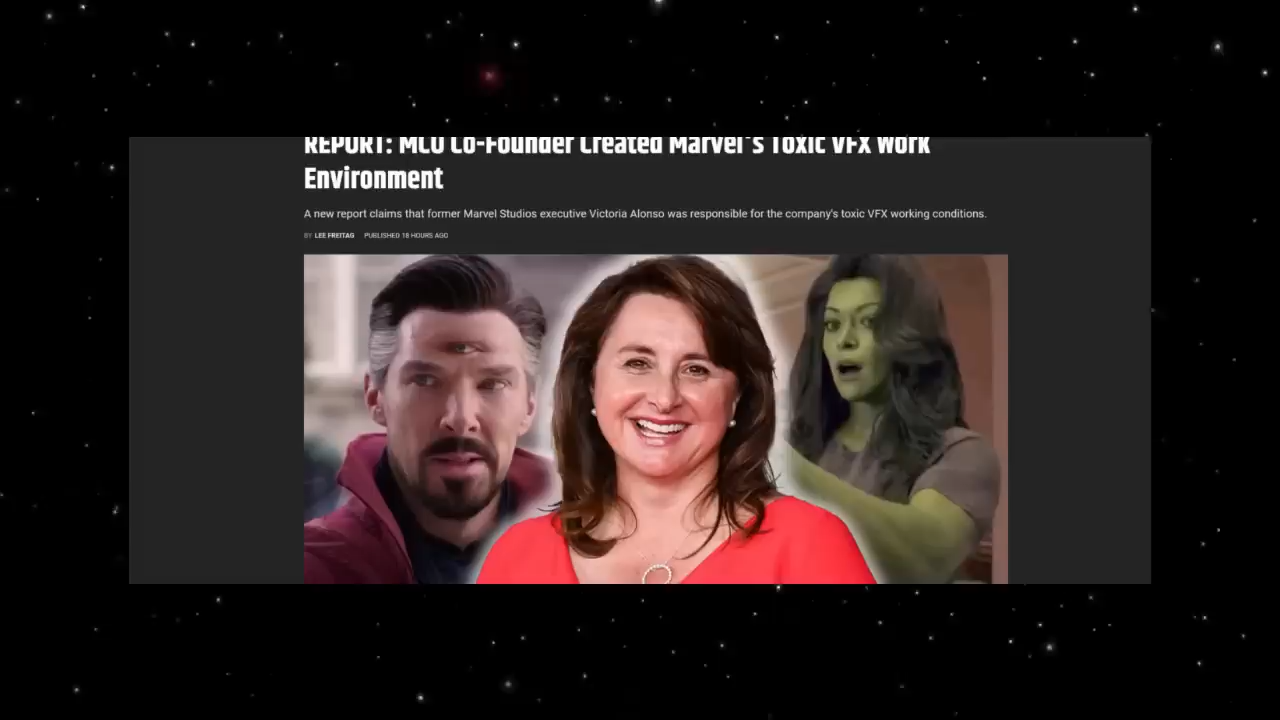 REPORT: MCU Co-Founder Created Marvel's Toxic VFX Work
Environment
A new report claims that former Marvel Studios executive Victoria Alonso was responsible for the company's toxic VFX working conditions.
BY LEE FREITAG PUBLISHED 18 HOURS AGO